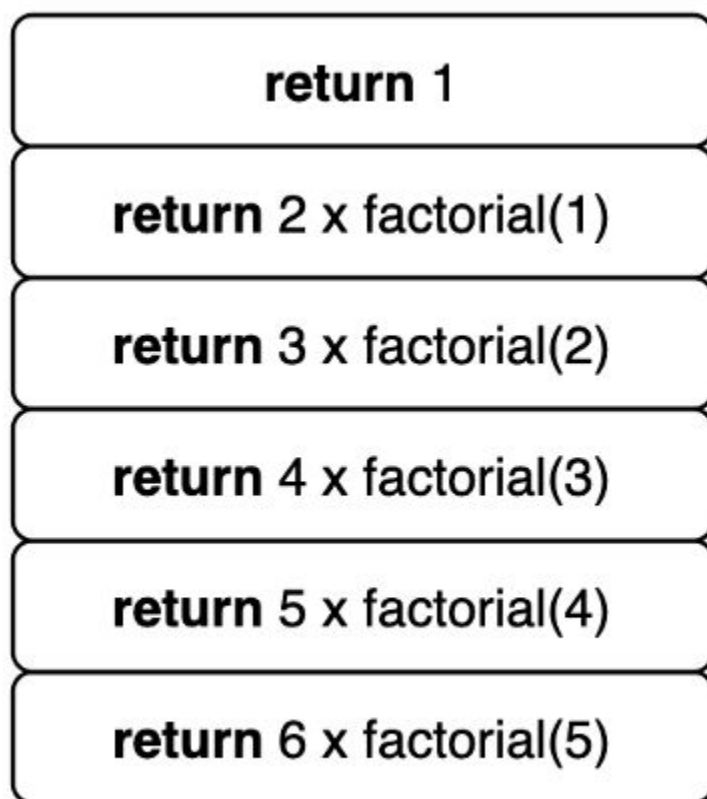 return 1
return 2 x factorial(1)
return 3 x factorial(2)
return 4 x factorial(3)
return 5 x factorial(4)
return 6 x factorial(5)